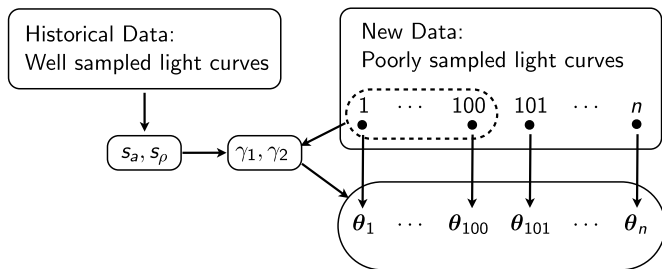 Historical Data:
Well sampled light curves
New Data:
Poorly sampled light curves
1 ⋯ 100 101 ⋯ n
s_a, s_ρ
γ_1, γ_2
θ_1 ⋯ θ_100 θ_101 ⋯ θ_n